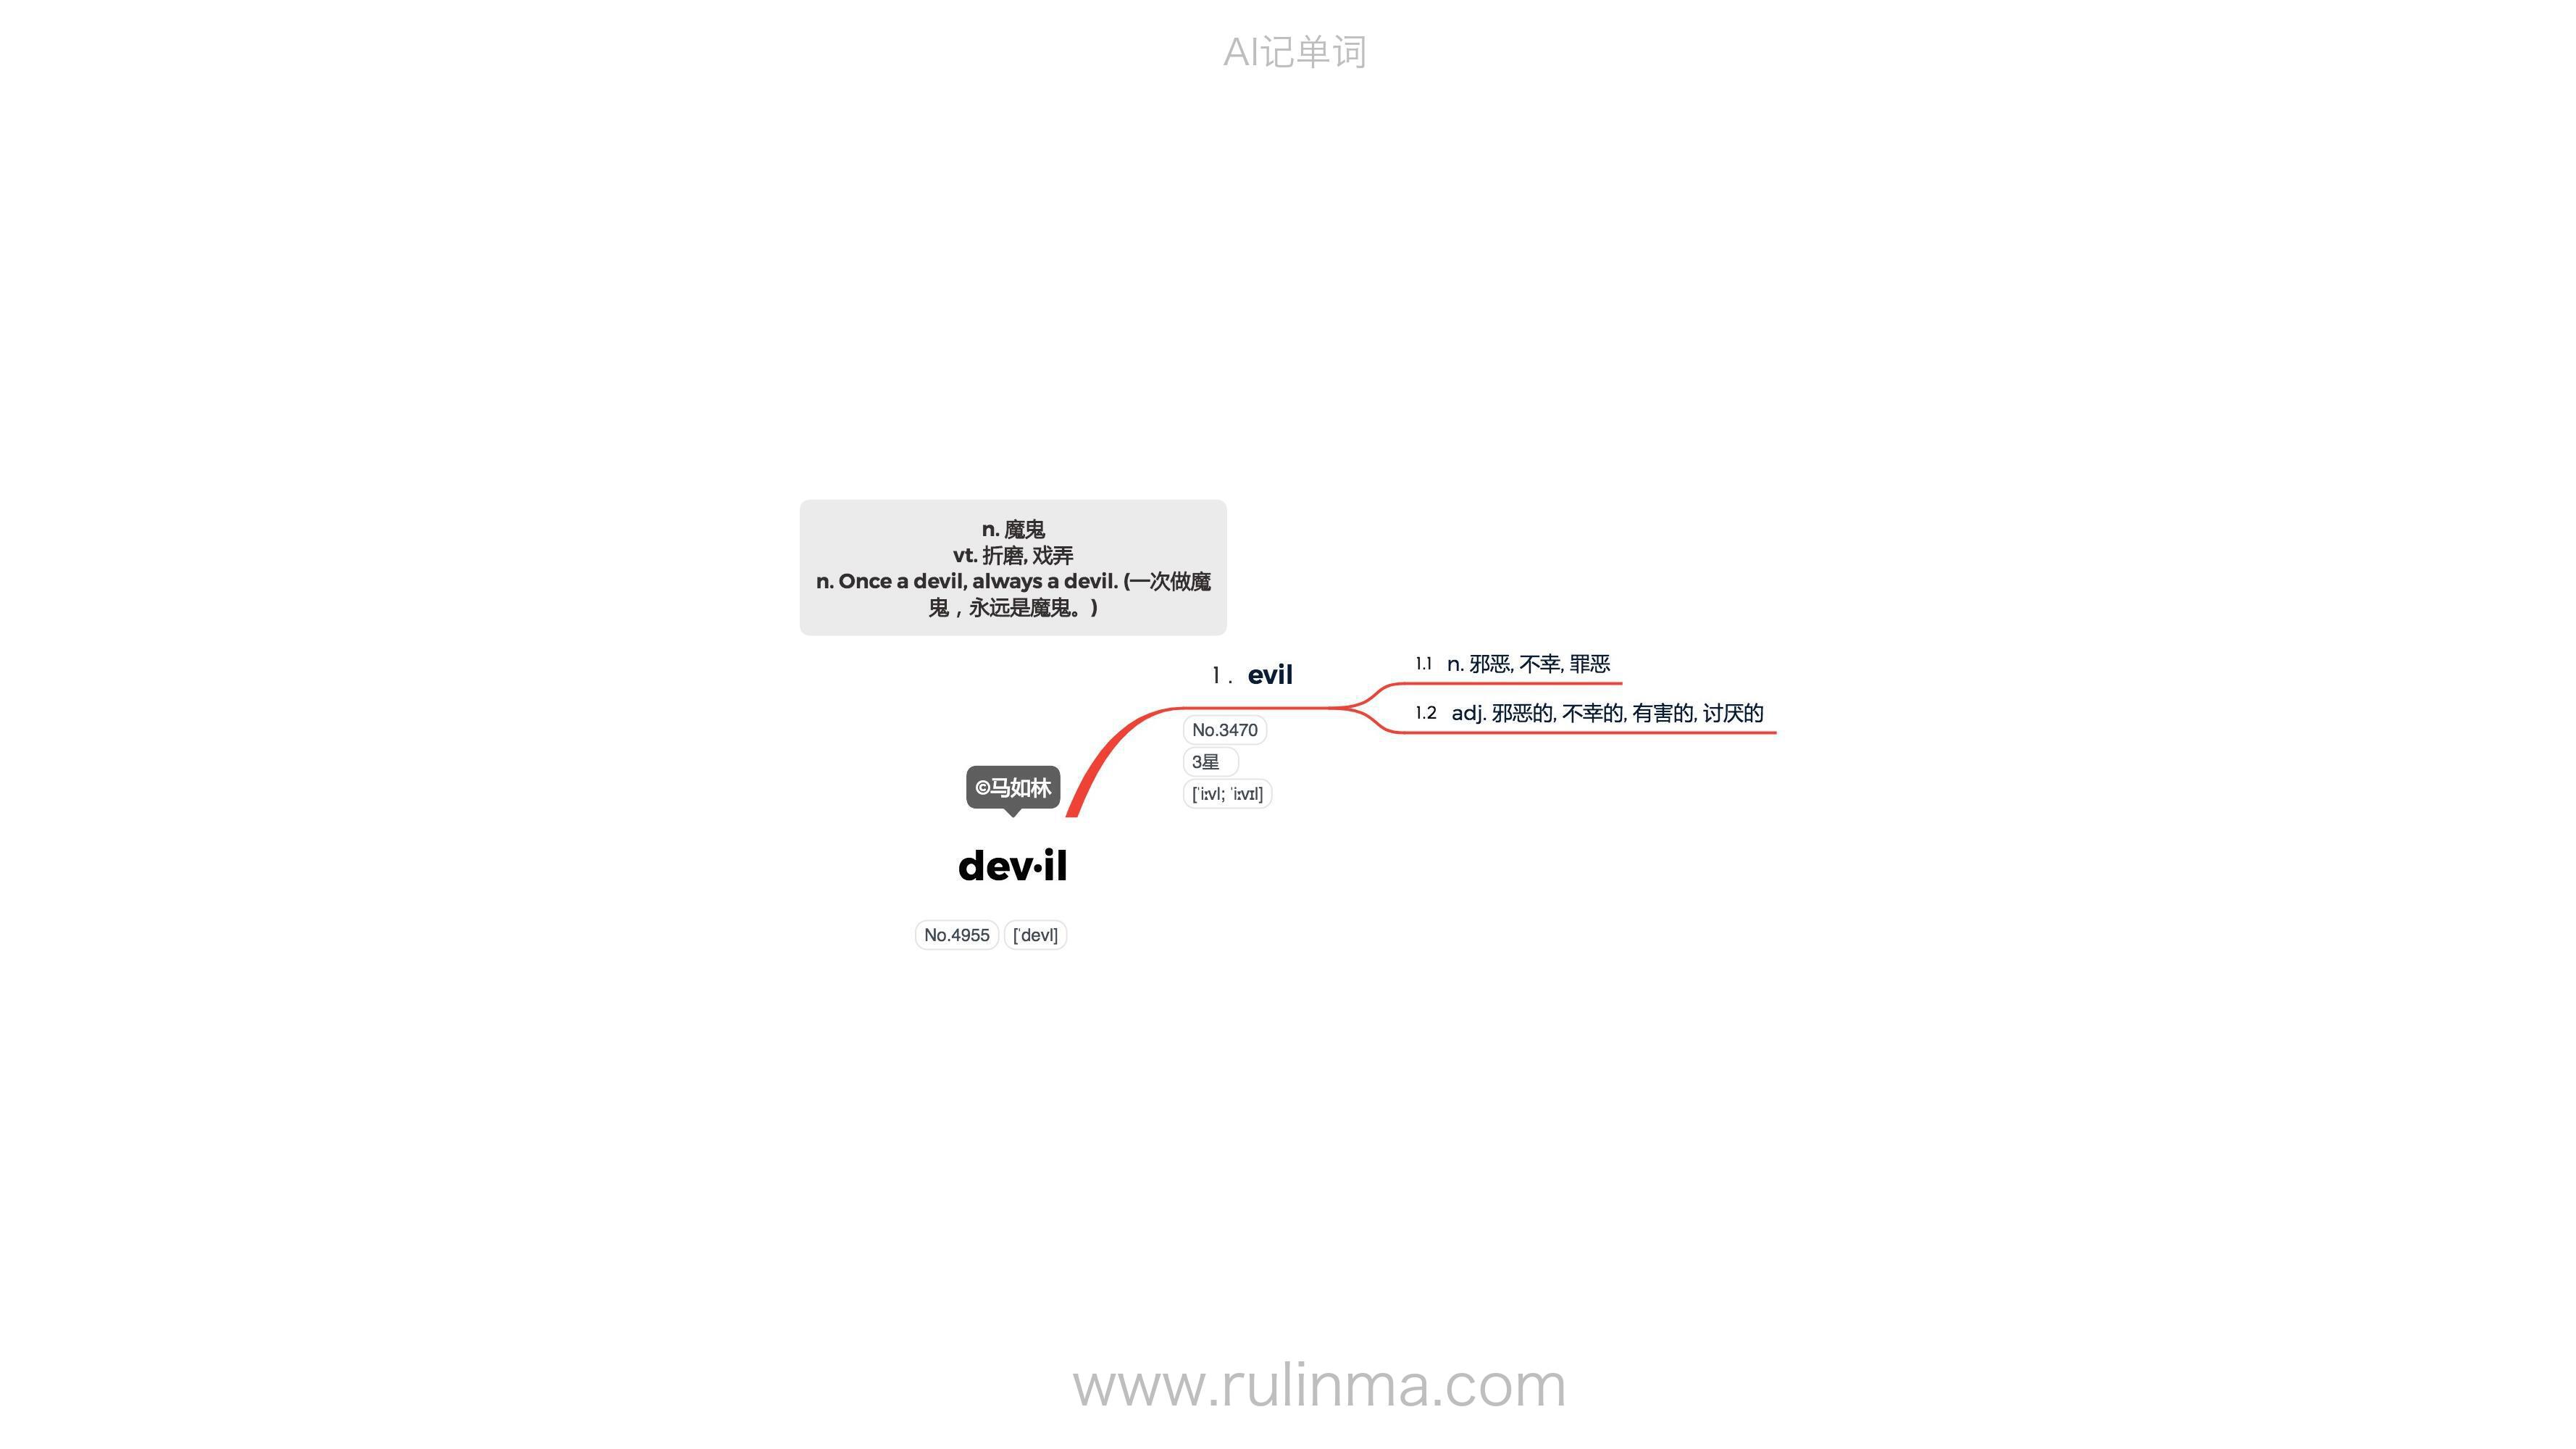 AI记单词
n. 魔鬼
vt. 折磨, 戏弄
n. Once a devil, always a devil. (一次做魔
鬼，永远是魔鬼。)
1. evil
No.3470
3星
[ˈiːvl; ˈiːvɪl]
1.1 n. 邪恶, 不幸, 罪恶
1.2 adj. 邪恶的, 不幸的, 有害的, 讨厌的
©马如林
dev·il
No.4955 [ˈdevl]
www.rulinma.com